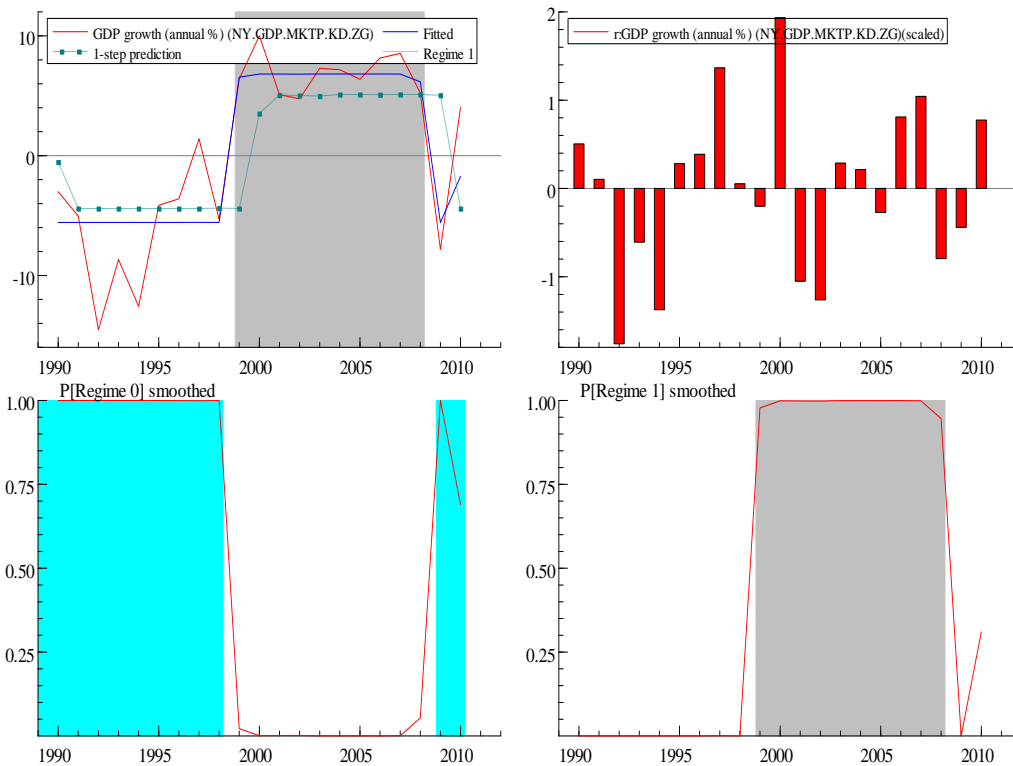 GDP growth (annual %) (NY.GDP.MKTP.KD.ZG)
Fitted
1-step prediction
Regime 1
10
0
-10
1990 1995 2000 2005 2010
r:GDP growth (annual %) (NY.GDP.MKTP.KD.ZG)(scaled)
2
1
0
-1
1990 1995 2000 2005 2010
P[Regime 0] smoothed
1.00
0.75
0.50
0.25
1990 1995 2000 2005 2010
P[Regime 1] smoothed
1.00
0.75
0.50
0.25
1990 1995 2000 2005 2010